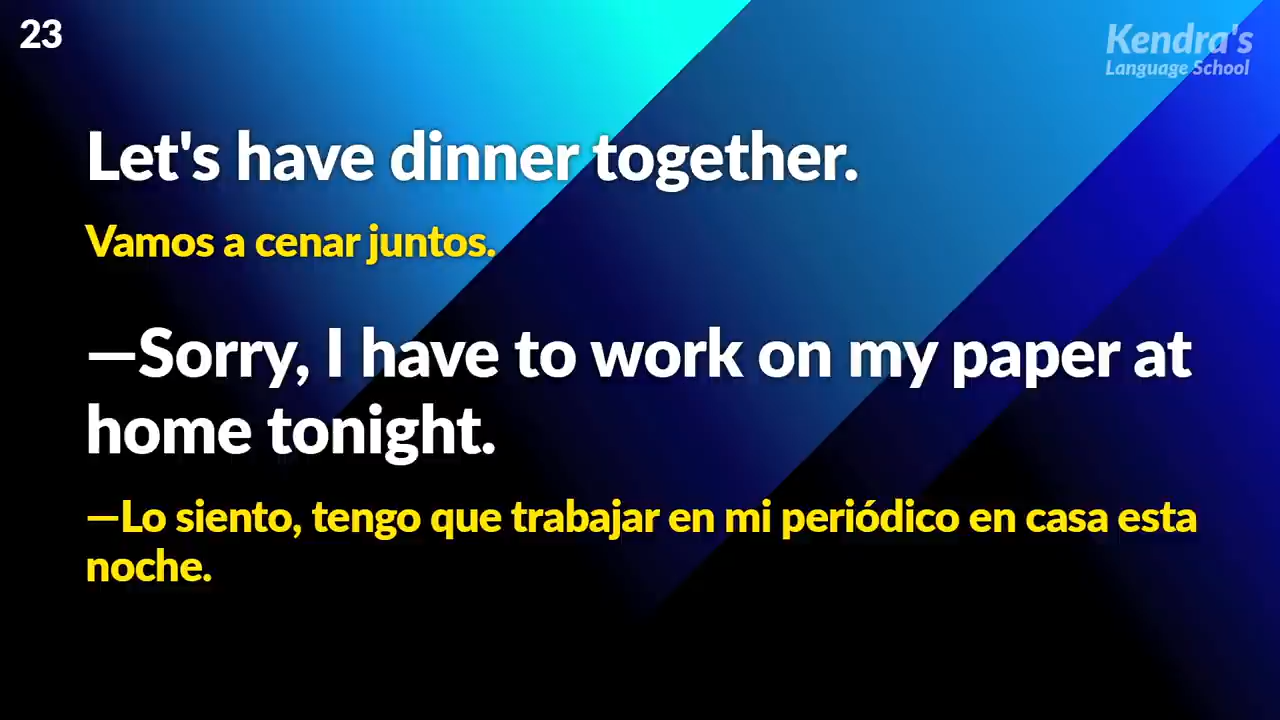 23
Kendra's
Language School
Let's have dinner together.
Vamos a cenar juntos.
—Sorry, I have to work on my paper at
home tonight.
—Lo siento, tengo que trabajar en mi periódico en casa esta
noche.